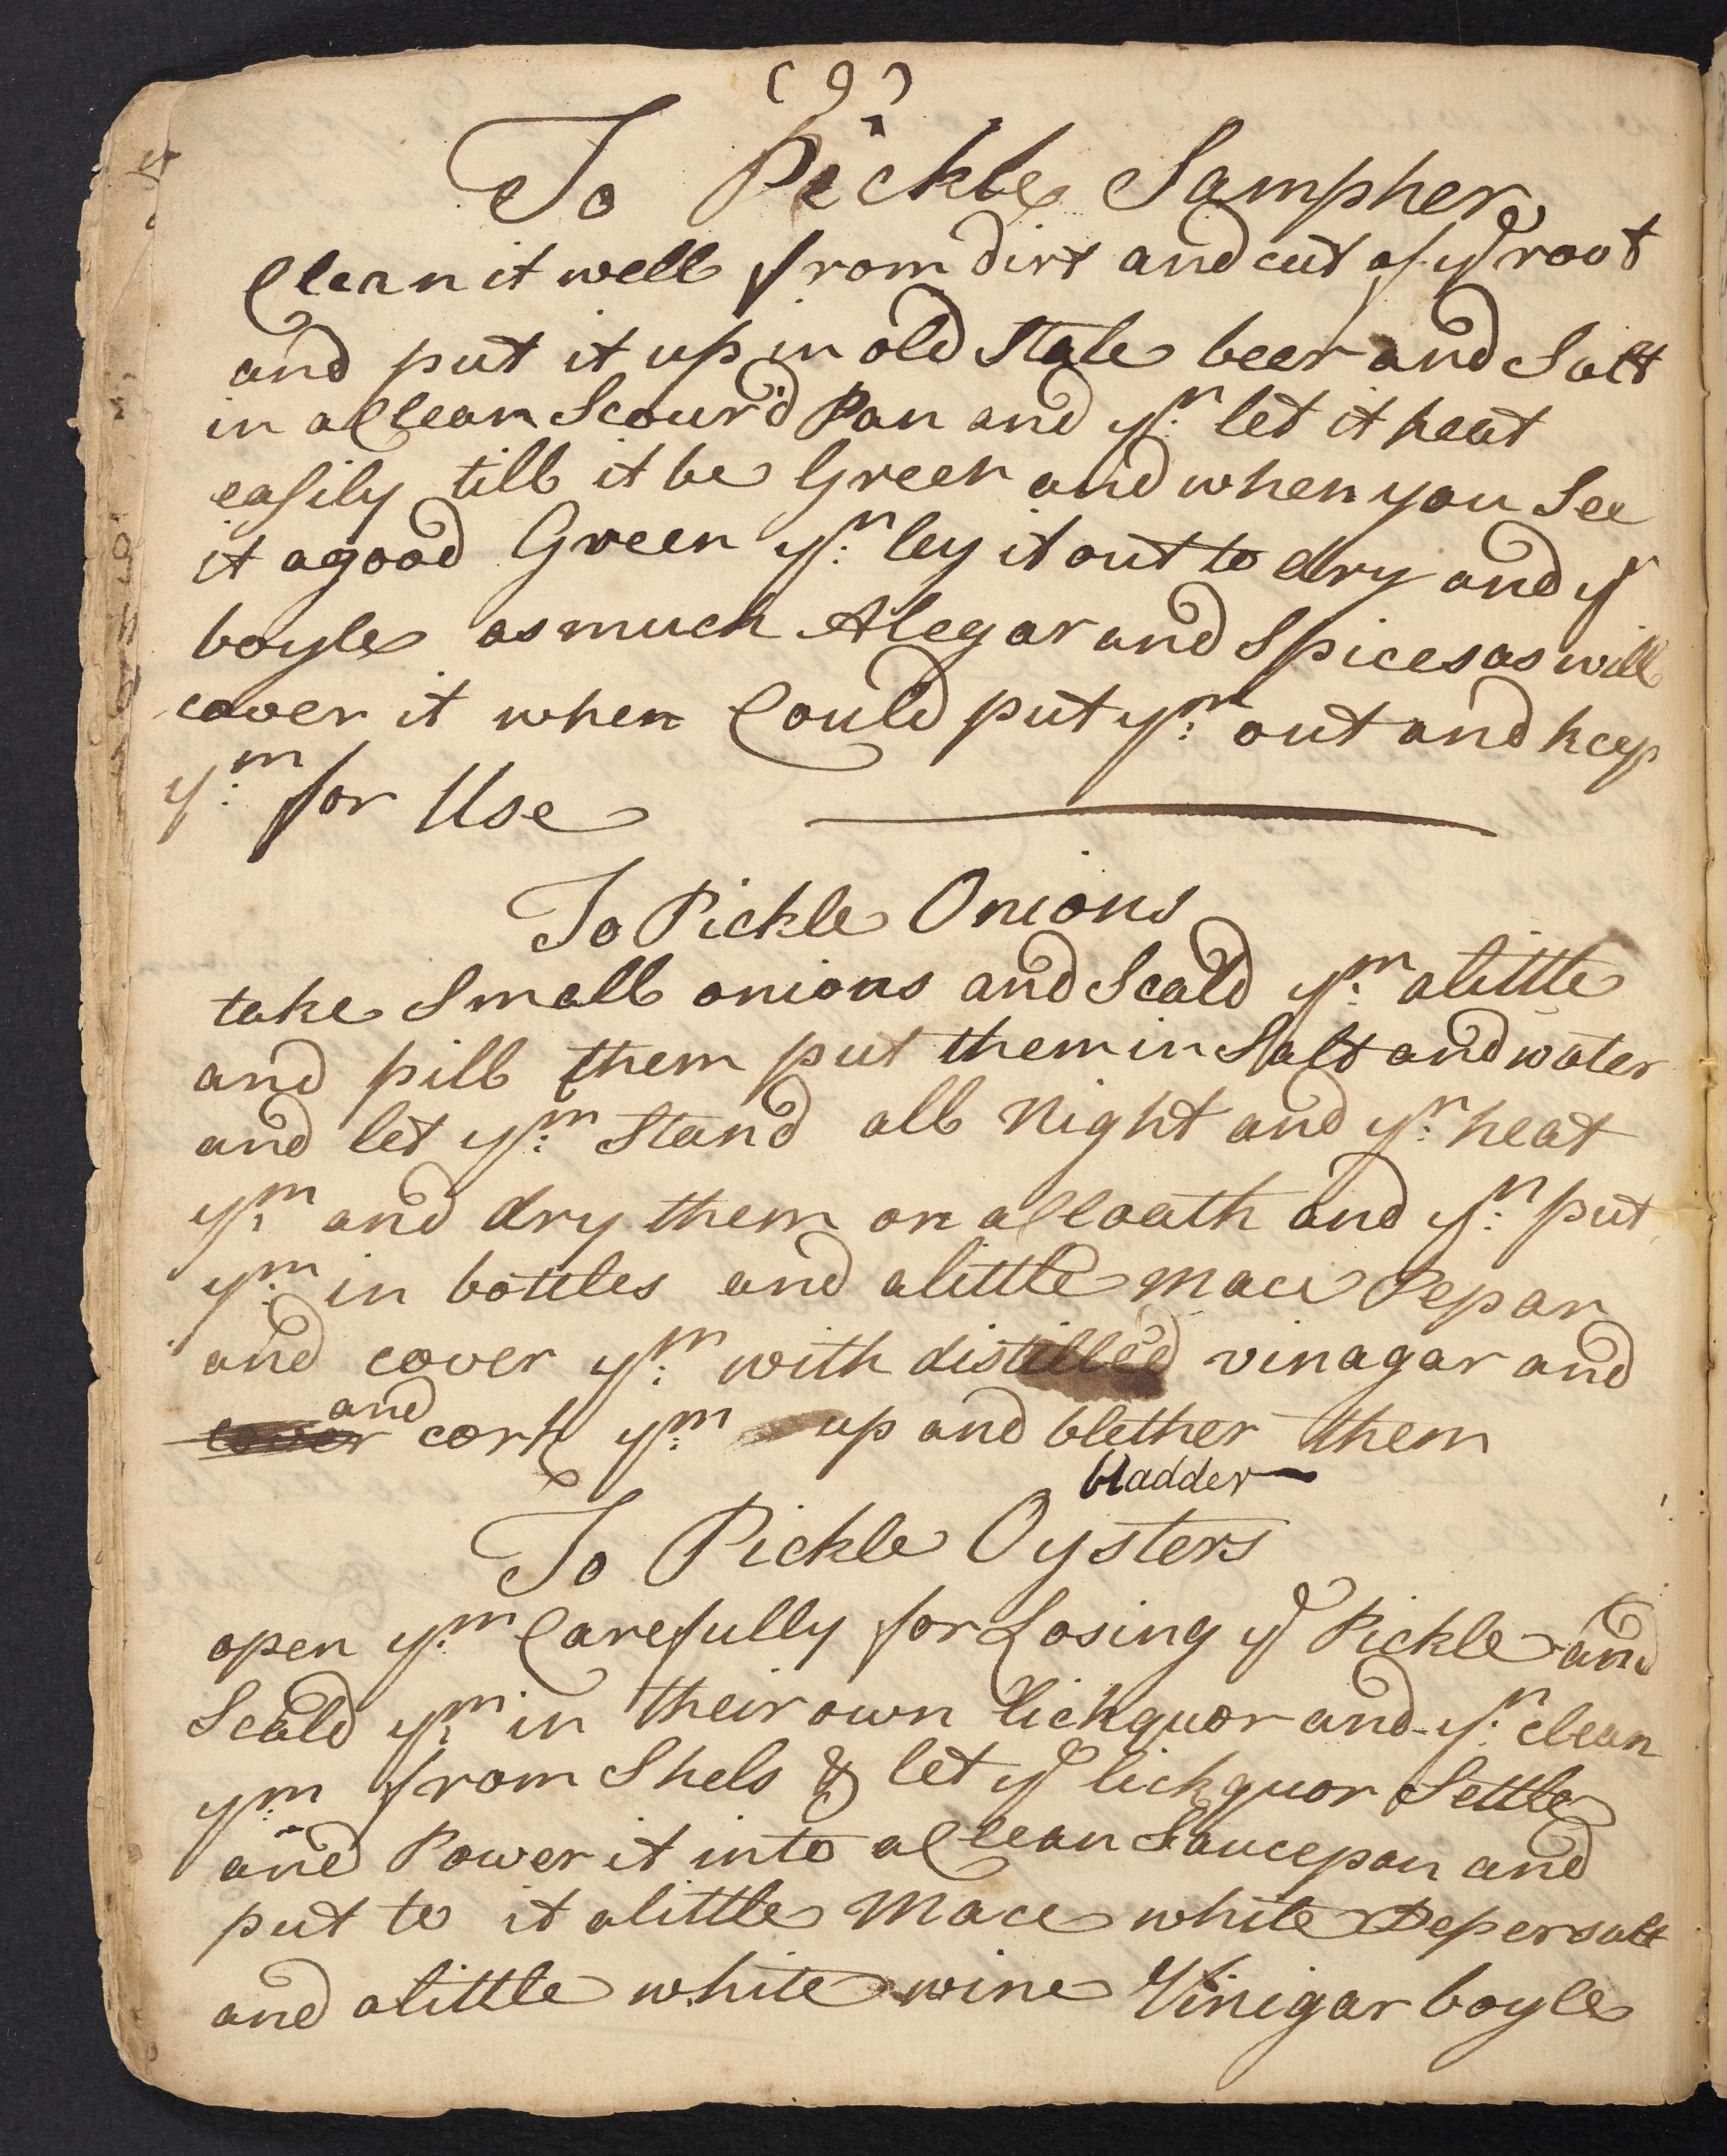 (9)
To Pickle Sampher
Clean it well from dirt and cut of ye root
and put it up in old Stale beer and Salt
in a Clean Scour'd Pan and yn: let it heat
easily till it be Green and when you See
it a good Green yn: ley it out to dry and yn
boyle as much Alegar and Spices as will
cover it when Could put ym: out and keep
ym: for Use
To Pickle Onions
take Small onions and Scald ym: a little
and pill them put them in Salt and water
and let ym: Stand all Night and yn: heat
ym: and dry them on a Cloath and yn: put
ym: in bottles and a little Mace Pepar
and cover ym: with distilled vinagar and
cover and cork ym: up and blether them
bladder
To Pickle Oysters
open ym: Carefully for Losing ye Pickle and
Scald ym: in their own lickquor and yn: clean
ym from Shels & let ye lickquor Settle
and Power it into a Clean Saucepan and
put to it a little Mace white Peper salt
and a little white wine Vinigar boyle